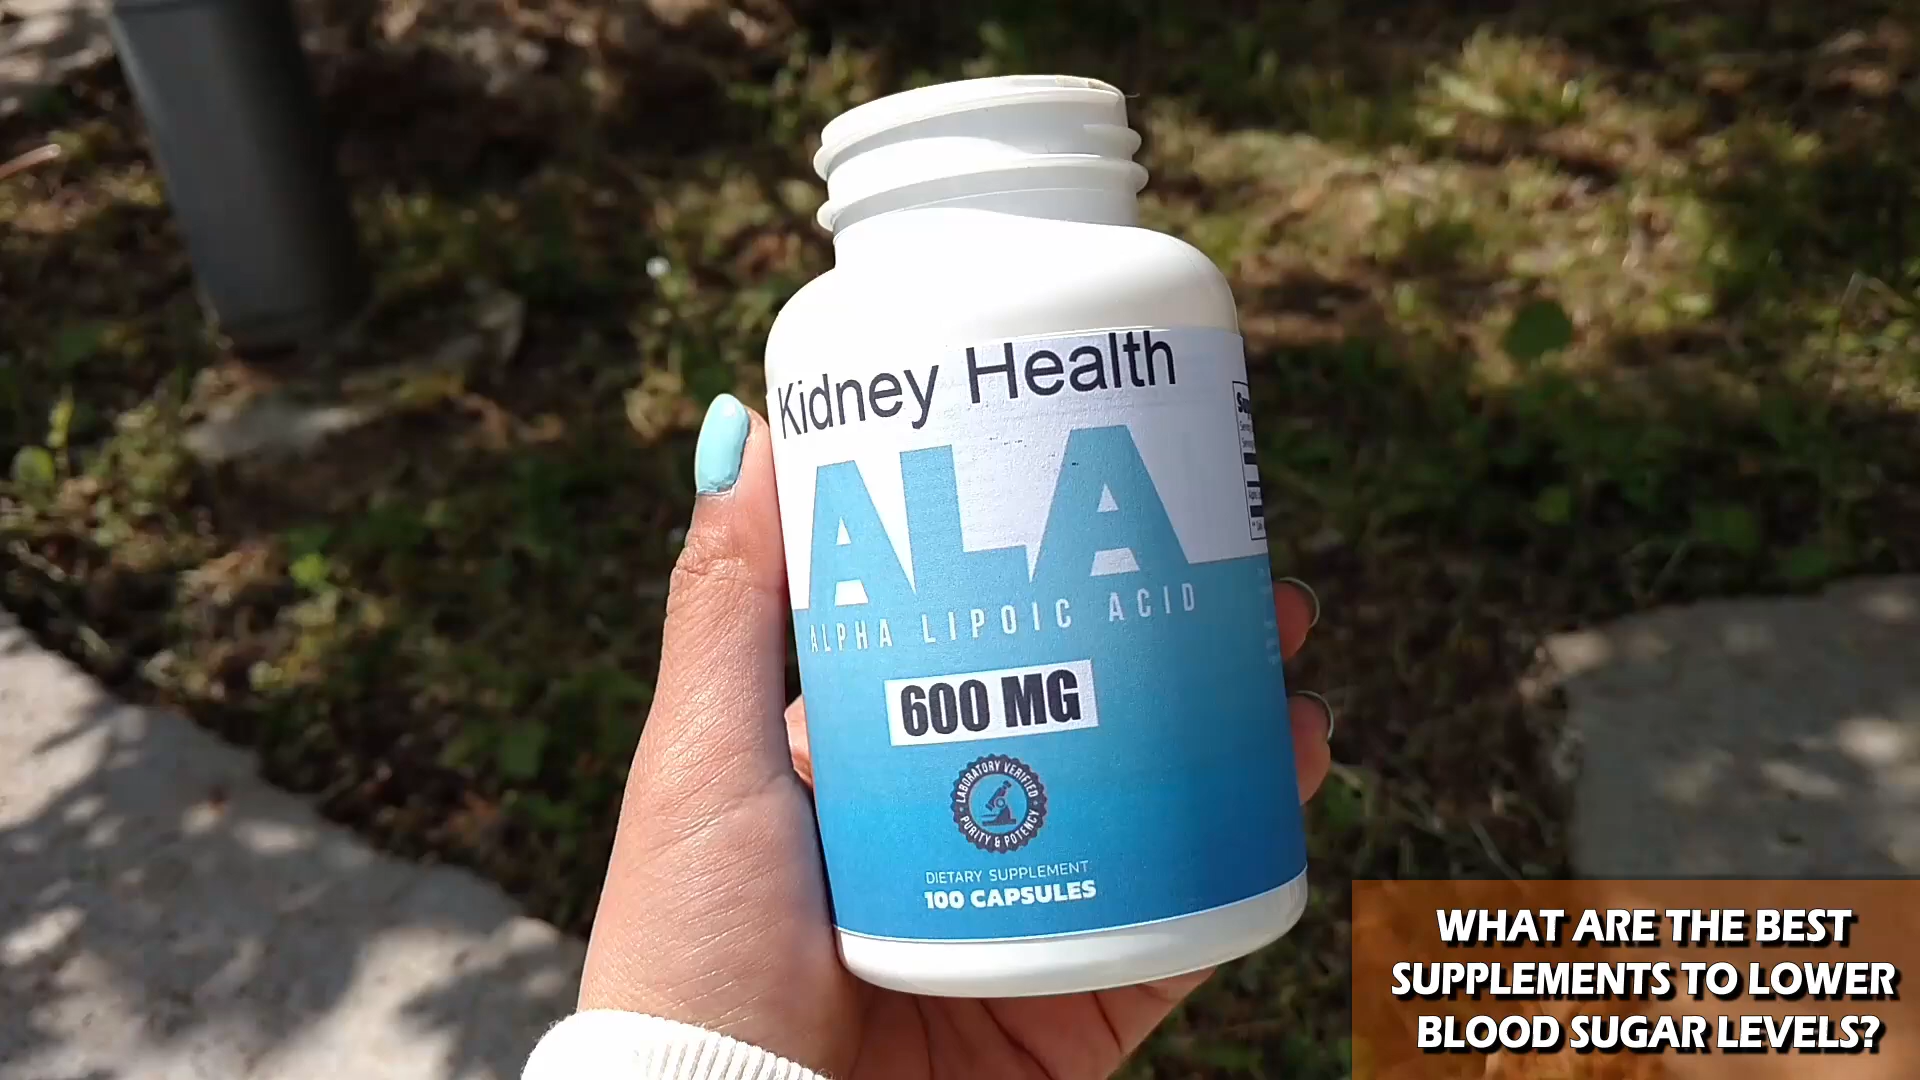 Kidney Health
ALA
ALPHA LIPOIC ACID
600 MG
LABORATORY VERIFIED
PURITY & POTENCY
DIETARY SUPPLEMENT
100 CAPSULES
WHAT ARE THE BEST
SUPPLEMENTS TO LOWER
BLOOD SUGAR LEVELS?